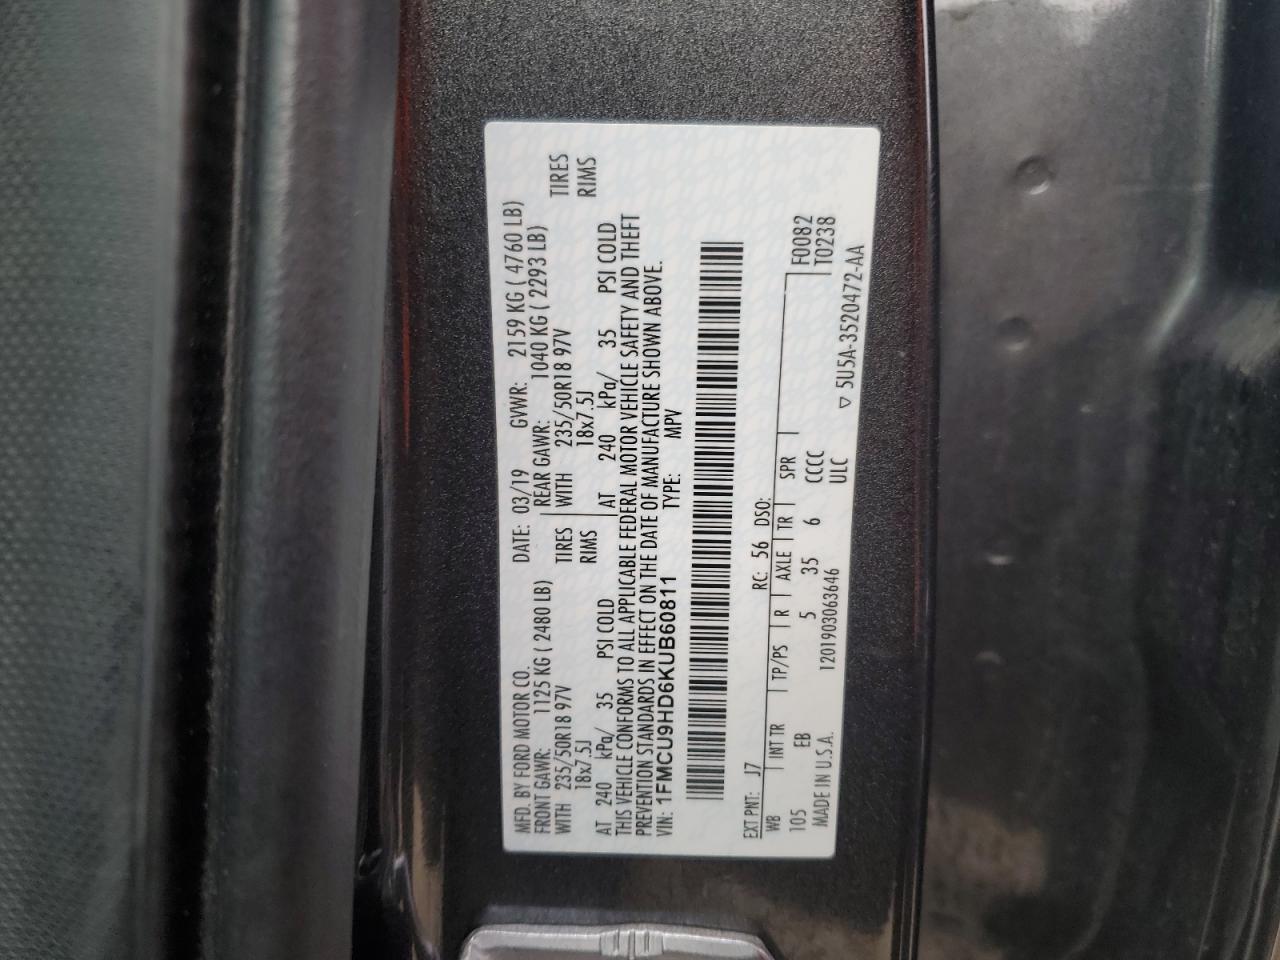 MFD. BY FORD MOTOR CO.
DATE: 03/19 GVWR: 2159 KG ( 4760 LB)
FRONT GAWR: 1125 KG ( 2480 LB)
REAR GAWR: 1040 KG ( 2293 LB)
WITH 235/50R18 97V TIRES
WITH 235/50R18 97V TIRES
18x7.5J RIMS
18x7.5J RIMS
AT 240 kPa/ 35 PSI COLD
AT 240 kPa/ 35 PSI COLD
THIS VEHICLE CONFORMS TO ALL APPLICABLE FEDERAL MOTOR VEHICLE SAFETY AND THEFT
PREVENTION STANDARDS IN EFFECT ON THE DATE OF MANUFACTURE SHOWN ABOVE.
VIN: 1FMCU9HD6KUB60811 TYPE: MPV
EXT PNT: J7 RC: 56 DSO:
WB INT TR TP/PS R AXLE TR SPR F0082
105 EB 5 35 6 CCCC T0238
MADE IN U.S.A. 1201903063646 ULC
▽ 5U5A-3520472-AA